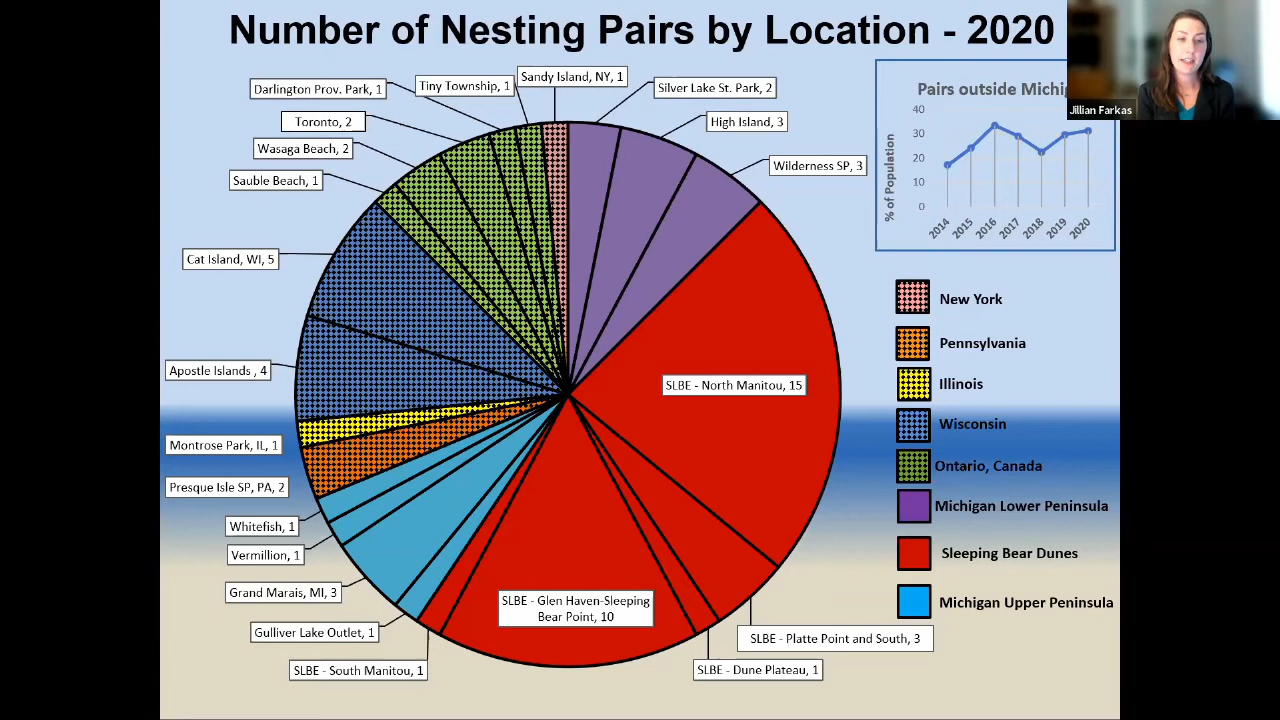 Number of Nesting Pairs by Location - 2020
Jillian Farkas
Sandy Island, NY, 1
Tiny Township, 1
Darlington Prov. Park, 1
Silver Lake St. Park, 2
Toronto, 2
High Island, 3
Wasaga Beach, 2
Wilderness SP, 3
Sauble Beach, 1
Cat Island, WI, 5
Apostle Islands , 4
SLBE - North Manitou, 15
Montrose Park, IL, 1
Presque Isle SP, PA, 2
Whitefish, 1
Vermillion, 1
Grand Marais, MI, 3
Gulliver Lake Outlet, 1
SLBE - South Manitou, 1
SLBE - Glen Haven-Sleeping
Bear Point, 10
SLBE - Platte Point and South, 3
SLBE - Dune Plateau, 1
Pairs outside Michig
% of Population
40
30
20
10
0
2014
2015
2016
2017
2018
2019
2020
New York
Pennsylvania
Illinois
Wisconsin
Ontario, Canada
Michigan Lower Peninsula
Sleeping Bear Dunes
Michigan Upper Peninsula